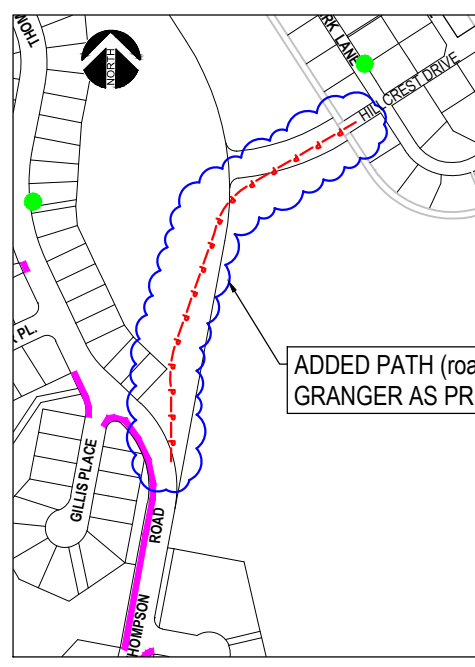 THOM
NORTH
RK LANE
HILLCREST DRIVE
ADDED PATH (roa
GRANGER AS PR
PL.
GILLIS PLACE
ROAD
HOMPSON